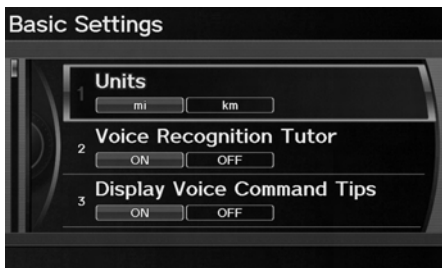 Basic Settings
1 Units
mi km
2 Voice Recognition Tutor
ON OFF
3 Display Voice Command Tips
ON OFF